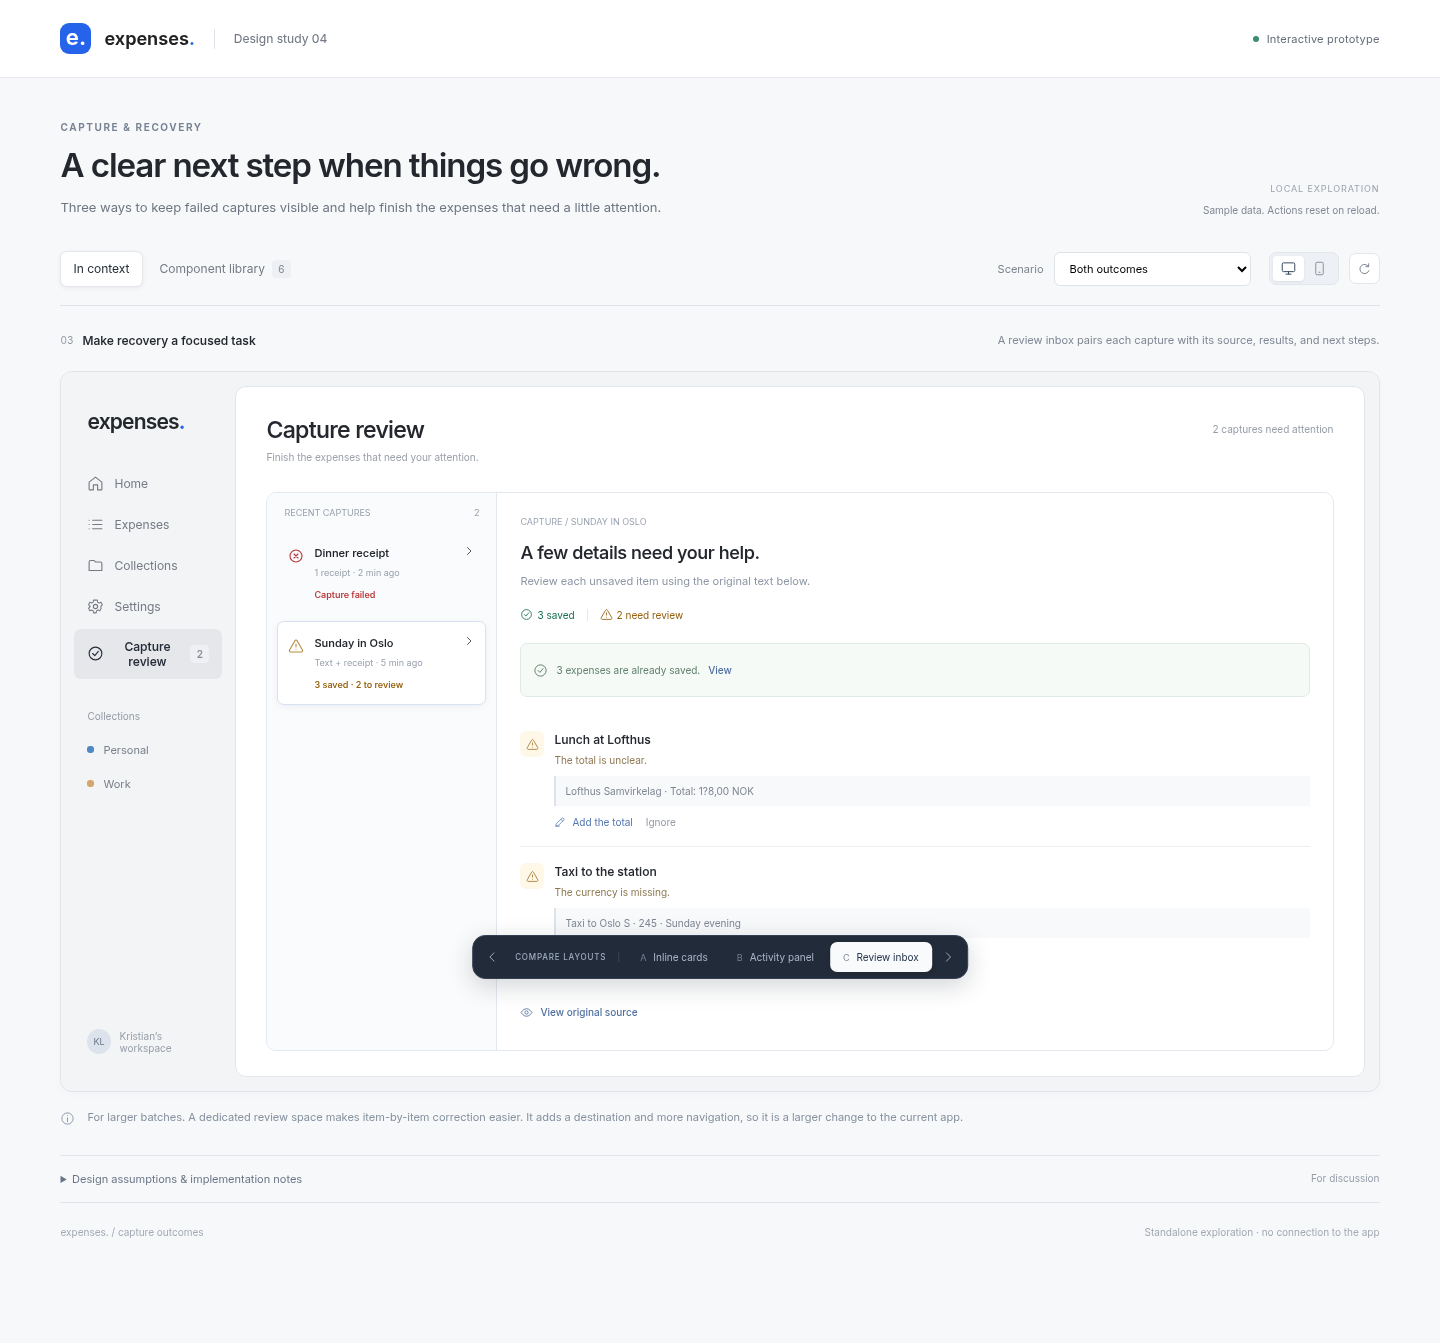 e. expenses. Design study 04
Interactive prototype
CAPTURE & RECOVERY
A clear next step when things go wrong.
Three ways to keep failed captures visible and help finish the expenses that need a little attention.
LOCAL EXPLORATION
Sample data. Actions reset on reload.
In context
Component library 6
Scenario
Both outcomes
03 Make recovery a focused task
A review inbox pairs each capture with its source, results, and next steps.
expenses.
Home
Expenses
Collections
Settings
Capture
review
2
Collections
Personal
Work
KL
Kristian's
workspace
Capture review
Finish the expenses that need your attention.
2 captures need attention
RECENT CAPTURES 2
Dinner receipt
1 receipt · 2 min ago
Capture failed
Sunday in Oslo
Text + receipt · 5 min ago
3 saved · 2 to review
CAPTURE / SUNDAY IN OSLO
A few details need your help.
Review each unsaved item using the original text below.
3 saved
2 need review
3 expenses are already saved. View
Lunch at Lofthus
The total is unclear.
Lofthus Samvirkelag · Total: 1?8,00 NOK
Add the total Ignore
Taxi to the station
The currency is missing.
Taxi to Oslo S · 245 · Sunday evening
COMPARE LAYOUTS
A Inline cards
B Activity panel
C Review inbox
View original source
For larger batches. A dedicated review space makes item-by-item correction easier. It adds a destination and more navigation, so it is a larger change to the current app.
Design assumptions & implementation notes
For discussion
expenses. / capture outcomes
Standalone exploration · no connection to the app